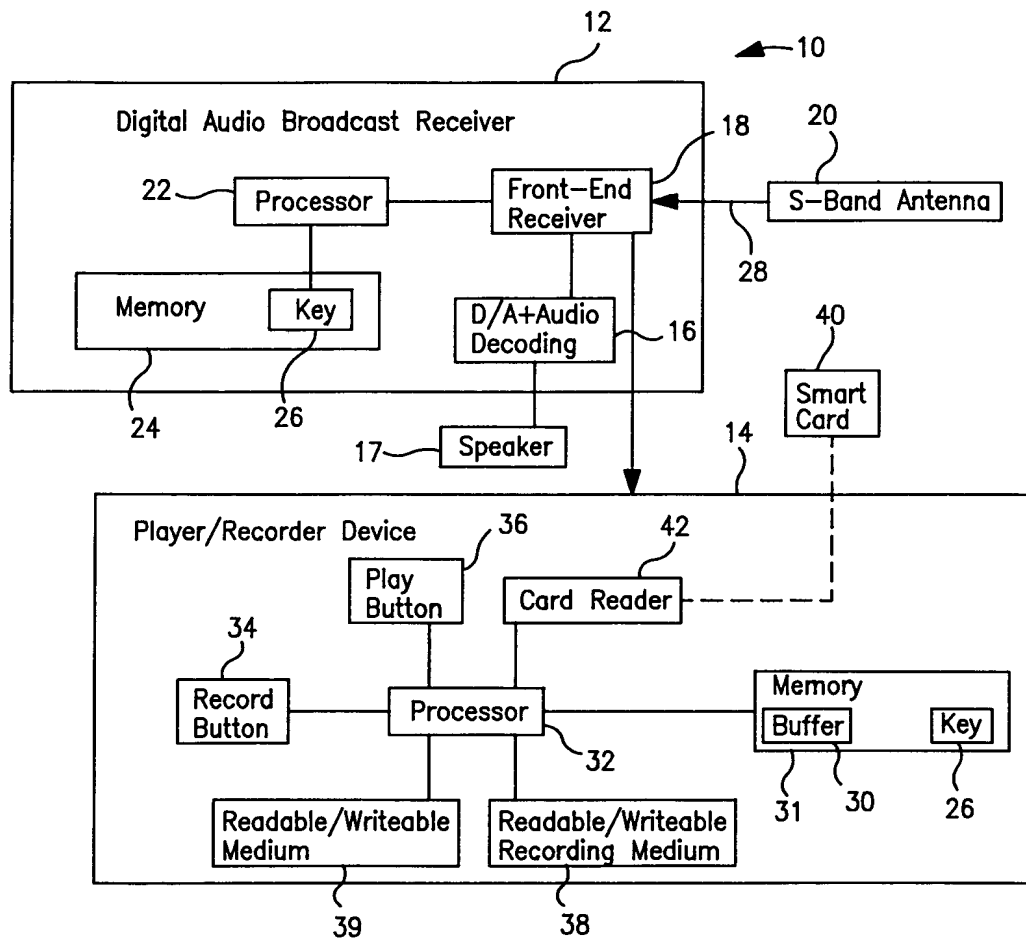 12
10
Digital Audio Broadcast Receiver
18
20
22
Processor
Front-End
Receiver
S-Band Antenna
28
Memory
Key
D/A+Audio
Decoding
16
40
24
26
Smart
Card
17
Speaker
14
Player/Recorder Device
36
42
Play
Button
Card Reader
34
Record
Button
Processor
32
Memory
Buffer
Key
31
30
26
Readable/Writeable
Medium
Readable/Writeable
Recording Medium
39
38